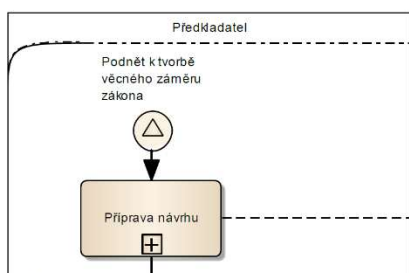 Předkladatel
Podnět k tvorbě
věcného záměru
zákona
Příprava návrhu